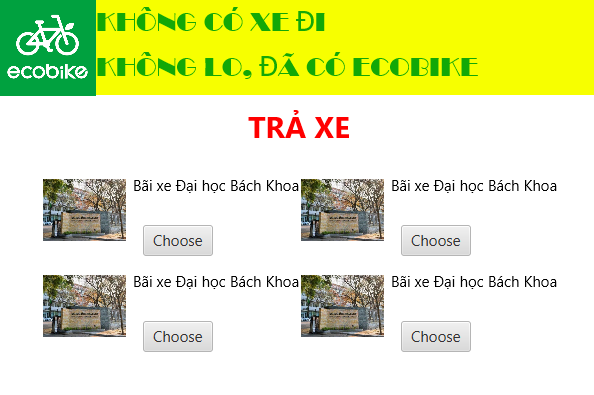 ecobike
KHÔNG CÓ XE ĐI
KHÔNG LO, ĐÃ CÓ ECOBIKE
TRẢ XE
Bãi xe Đại học Bách Khoa
Choose
Bãi xe Đại học Bách Khoa
Choose
Bãi xe Đại học Bách Khoa
Choose
Bãi xe Đại học Bách Khoa
Choose